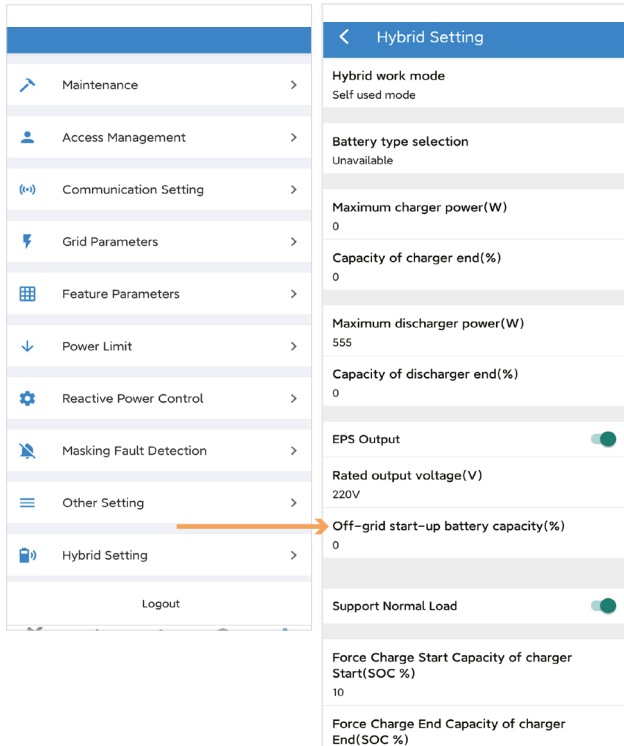 Maintenance
Access Management
Communication Setting
Grid Parameters
Feature Parameters
Power Limit
Reactive Power Control
Masking Fault Detection
Other Setting
Hybrid Setting
Logout
Hybrid Setting
Hybrid work mode
Self used mode
Battery type selection
Unavailable
Maximum charger power(W)
0
Capacity of charger end(%)
0
Maximum discharger power(W)
555
Capacity of discharger end(%)
0
EPS Output
Rated output voltage(V)
220V
Off-grid start-up battery capacity(%)
0
Support Normal Load
Force Charge Start Capacity of charger
Start(SOC %)
10
Force Charge End Capacity of charger
End(SOC %)